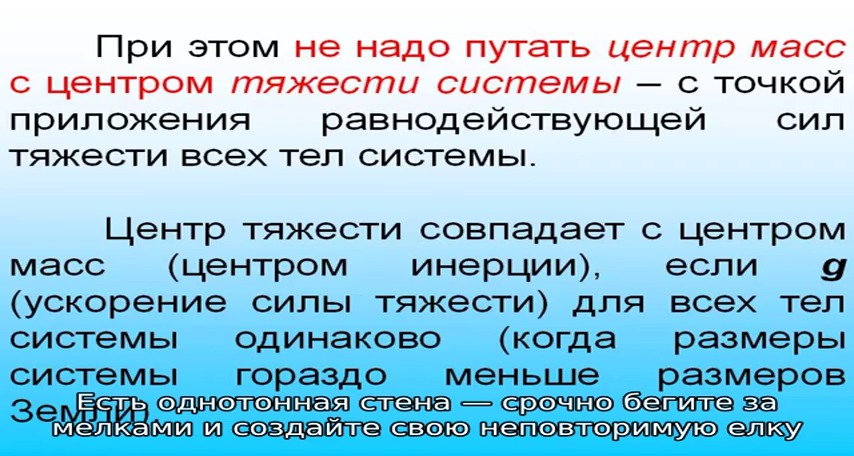 При этом не надо путать центр масс
с центром тяжести системы – с точкой
приложения равнодействующей сил
тяжести всех тел системы.
Центр тяжести совпадает с центром
масс (центром инерции), если g
(ускорение силы тяжести) для всех тел
системы одинаково (когда размеры
системы гораздо меньше размеров
Земли)
Есть однотонная стена — срочно бегите за
мелками и создайте свою неповторимую елку